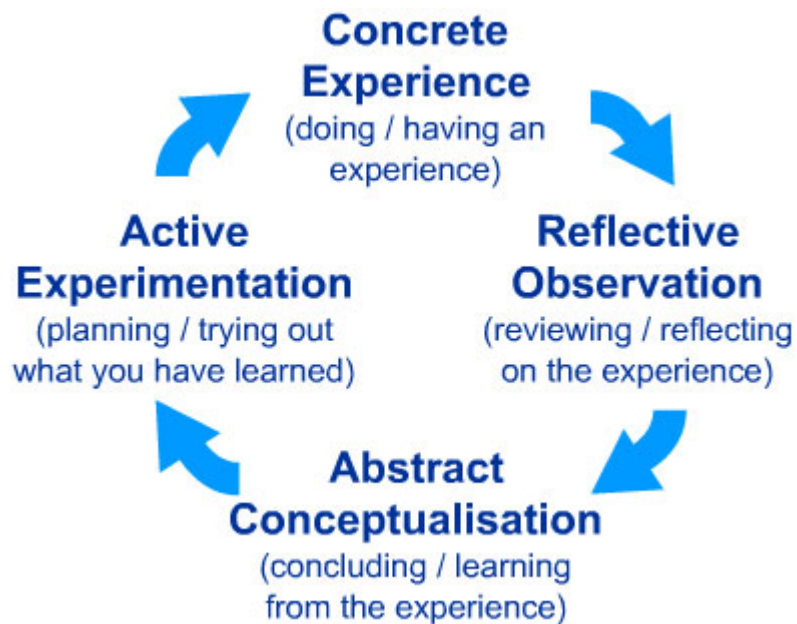 Concrete
Experience
(doing / having an
experience)
Reflective
Observation
(reviewing / reflecting
on the experience)
Abstract
Conceptualisation
(concluding / learning
from the experience)
Active
Experimentation
(planning / trying out
what you have learned)